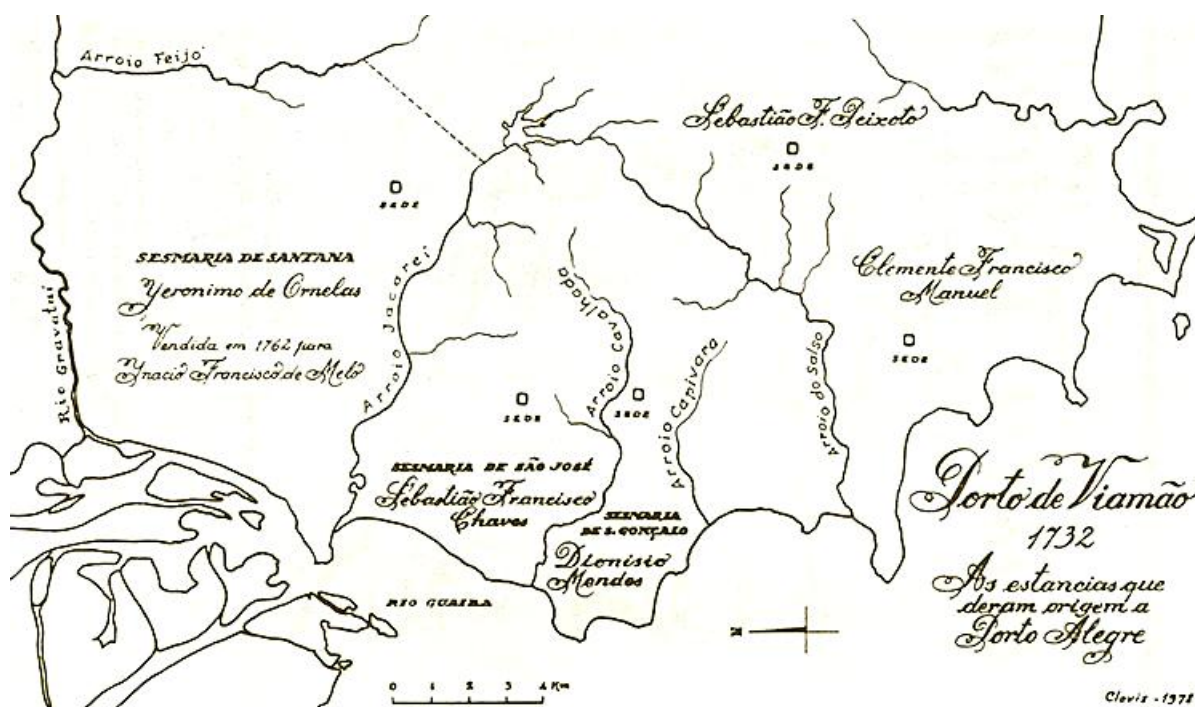 Arroio Feijó
Sebastião F. Peixoto
SEDE
SEDE
SESMARIA DE SANTANA
Yeronimo de Ornelas
Vendida em 1762 para
Ynacio Francisco de Melo
Rio Gravataí
Arroio Jacareí
Arroio Cavalhada
Clemente Francisco
Manuel
SEDE
Arroio Capivara
Arroio do Salso
SEDE
SEDE
SESMARIA DE SÃO JOSÉ
Sebastião Francisco
Chaves
SESMARIA
DE S. GONÇALO
Dionisio
Mendes
RIO GUAIBA
Porto de Viamão
1732
As estancias que
deram origem a
Porto Alegre
N
0 1 2 3 4 Km
Clovis - 1972